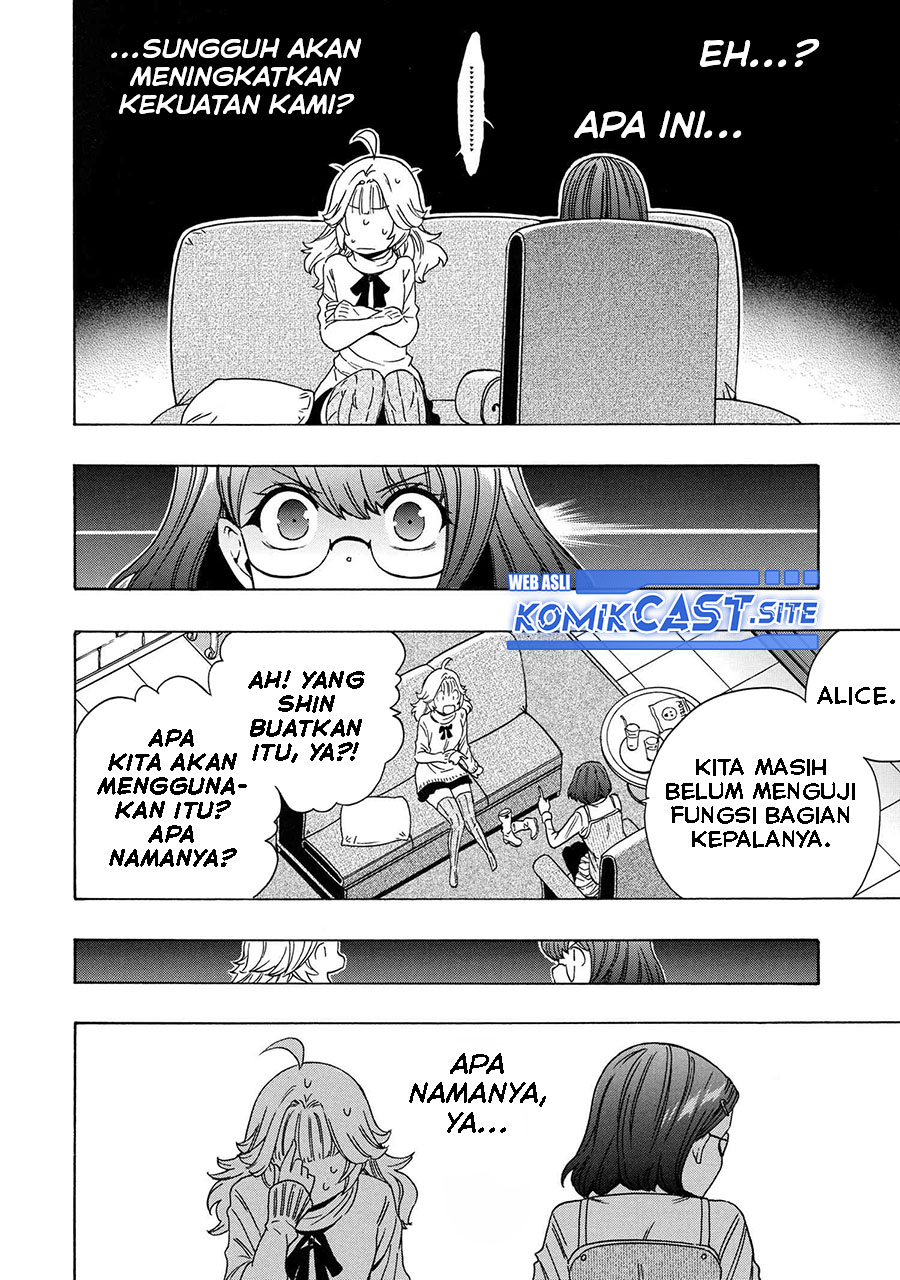 EH...?
APA INI...
...SUNGGUH AKAN
MENINGKATKAN
KEKUATAN KAMI?
WEB ASLI
KOMIKCAST.SITE
ALICE.
KITA MASIH
BELUM MENGUJI
FUNGSI BAGIAN
KEPALANYA.
AH! YANG
SHIN
BUATKAN
ITU, YA?!
APA
KITA AKAN
MENGGUNA-
KAN ITU?
APA
NAMANYA?
APA
NAMANYA,
YA...